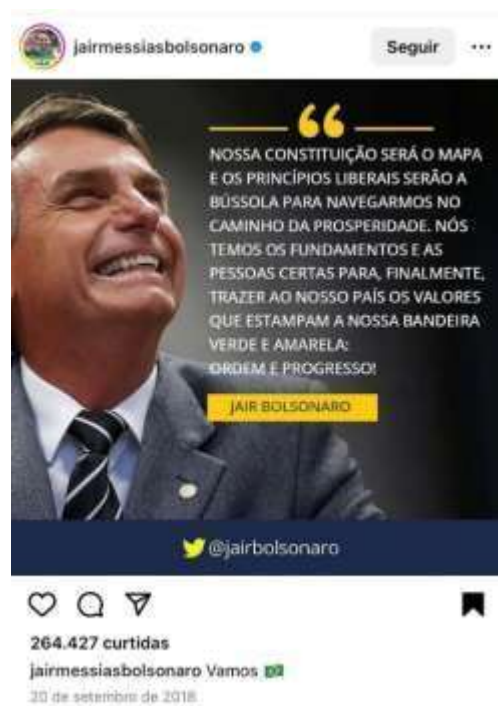 jairmessiasbolsonaro
Seguir
NOSSA CONSTITUIÇÃO SERÁ O MAPA
E OS PRINCÍPIOS LIBERAIS SERÃO A
BÚSSOLA PARA NAVEGARMOS NO
CAMINHO DA PROSPERIDADE. NÓS
TEMOS OS FUNDAMENTOS E AS
PESSOAS CERTAS PARA, FINALMENTE,
TRAZER AO NOSSO PAÍS OS VALORES
QUE ESTAMPAM A NOSSA BANDEIRA
VERDE E AMARELA:
ORDEM E PROGRESSO!
JAIR BOLSONARO
@jairbolsonaro
264.427 curtidas
jairmessiasbolsonaro Vamos 🇧🇷
20 de setembro de 2018